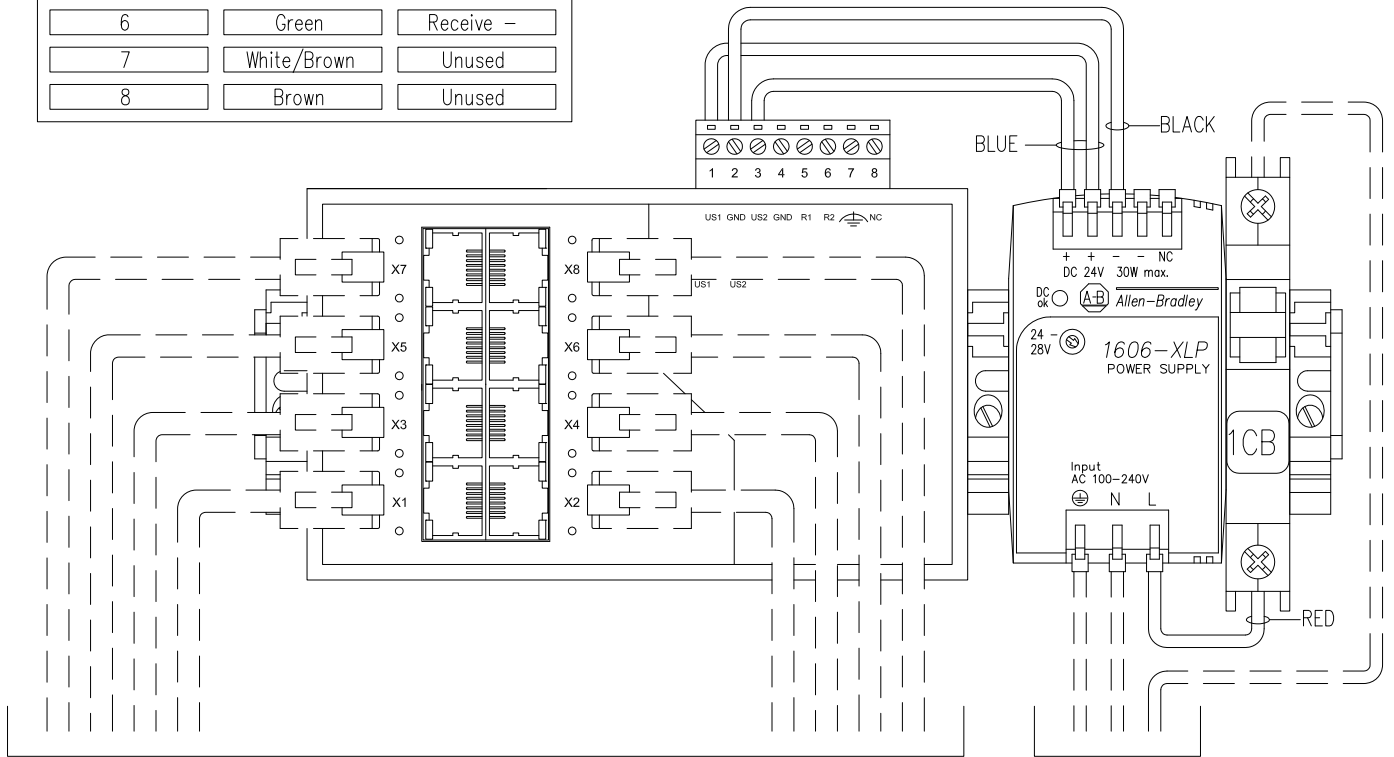 6 Green Receive –
7 White/Brown Unused
8 Brown Unused
BLACK
BLUE
1 2 3 4 5 6 7 8
US1 GND US2 GND R1 R2 NC
US1 US2
X7 X8
X5 X6
X3 X4
X1 X2
+ + – – NC
DC 24V 30W max.
DC
ok
A-B
Allen-Bradley
24 –
28V
1606-XLP
POWER SUPPLY
1CB
Input
AC 100-240V
N L
RED